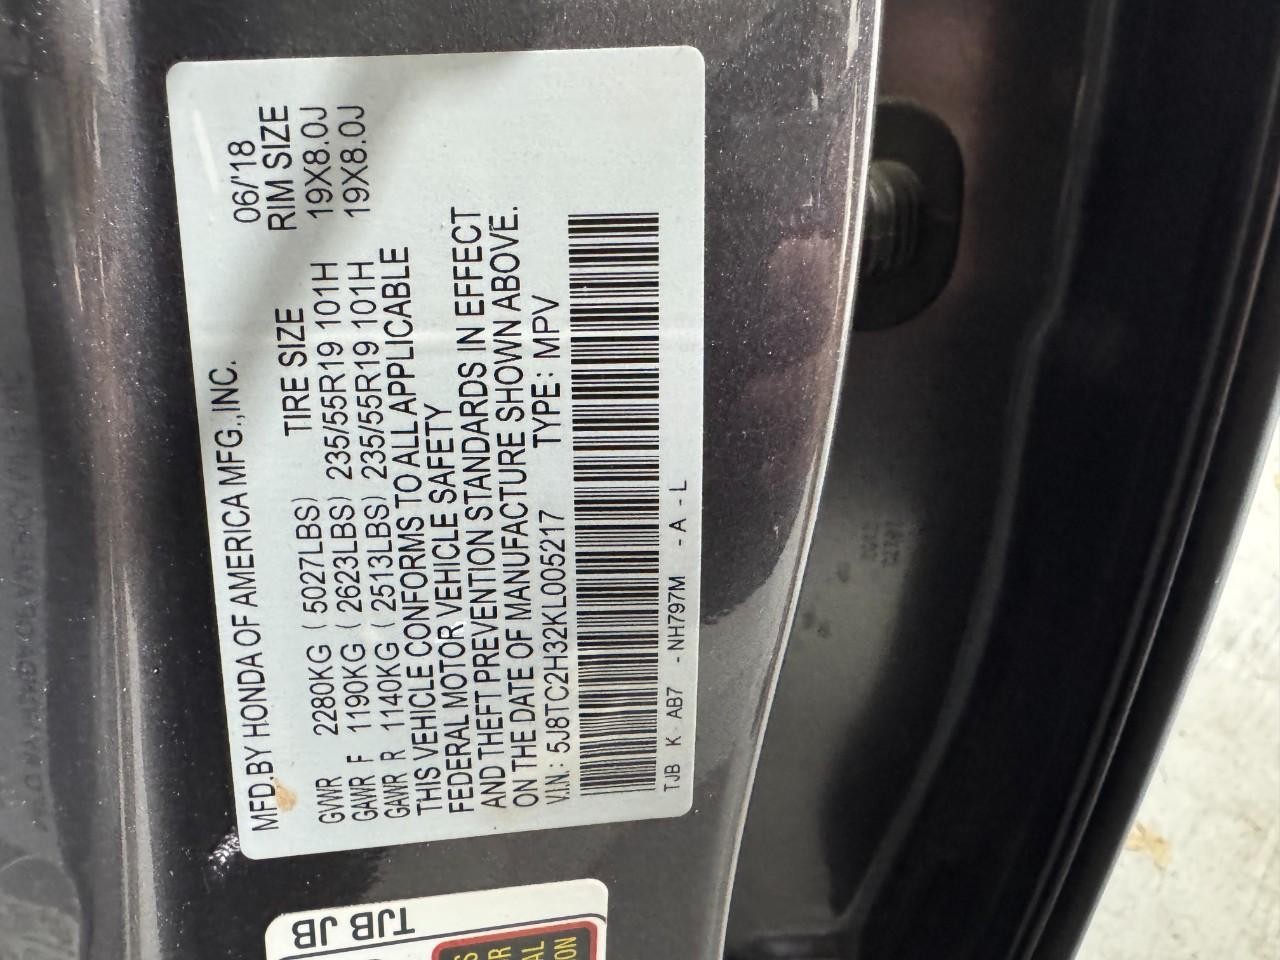 MFD.BY HONDA OF AMERICA MFG.,INC. 06/'18
TIRE SIZE RIM SIZE
GVWR 2280KG ( 5027LBS)
GAWR F 1190KG ( 2623LBS) 235/55R19 101H 19X8.0J
GAWR R 1140KG ( 2513LBS) 235/55R19 101H 19X8.0J
THIS VEHICLE CONFORMS TO ALL APPLICABLE
FEDERAL MOTOR VEHICLE SAFETY
AND THEFT PREVENTION STANDARDS IN EFFECT
ON THE DATE OF MANUFACTURE SHOWN ABOVE.
V.I.N.: 5J8TC2H32KL005217 TYPE: MPV
TJB K - AB7 - NH797M - A - L
TJB JB